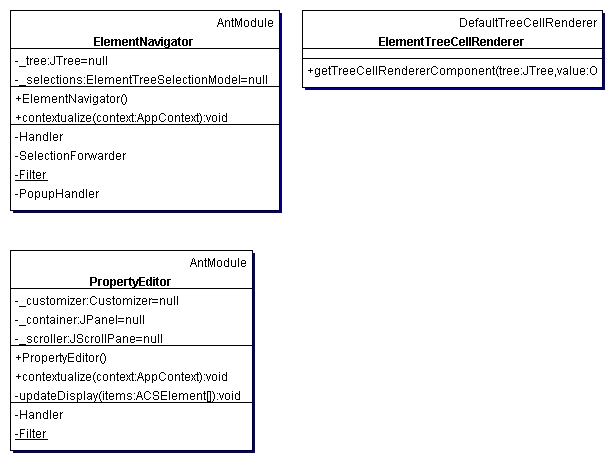 AntModule
ElementNavigator
-_tree:JTree=null
-_selections:ElementTreeSelectionModel=null
+ElementNavigator()
+contextualize(context:AppContext):void
-Handler
-SelectionForwarder
-Filter
-PopupHandler
DefaultTreeCellRenderer
ElementTreeCellRenderer
+getTreeCellRendererComponent(tree:JTree,value:O
AntModule
PropertyEditor
-_customizer:Customizer=null
-_container:JPanel=null
-_scroller:JScrollPane=null
+PropertyEditor()
+contextualize(context:AppContext):void
-updateDisplay(items:ACSElement[]):void
-Handler
-Filter